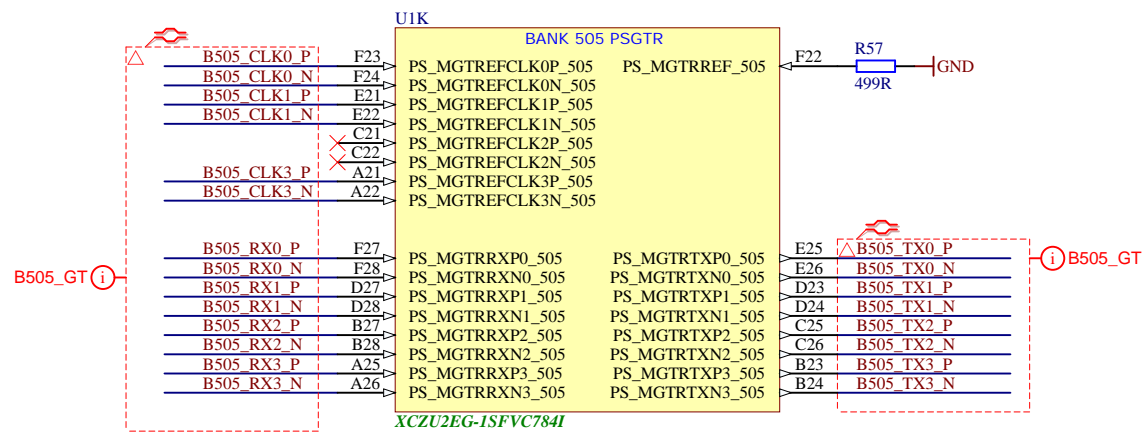 U1K
BANK 505 PSGTR
B505_CLK0_P F23 PS_MGTREFCLK0P_505 PS_MGTRREF_505 F22 R57 499R GND
B505_CLK0_N F24 PS_MGTREFCLK0N_505
B505_CLK1_P E21 PS_MGTREFCLK1P_505
B505_CLK1_N E22 PS_MGTREFCLK1N_505
C21 PS_MGTREFCLK2P_505
C22 PS_MGTREFCLK2N_505
B505_CLK3_P A21 PS_MGTREFCLK3P_505
B505_CLK3_N A22 PS_MGTREFCLK3N_505
B505_RX0_P F27 PS_MGTRRXP0_505 PS_MGTRTXP0_505 E25 B505_TX0_P
B505_GT i B505_RX0_N F28 PS_MGTRRXN0_505 PS_MGTRTXN0_505 E26 B505_TX0_N i B505_GT
B505_RX1_P D27 PS_MGTRRXP1_505 PS_MGTRTXP1_505 D23 B505_TX1_P
B505_RX1_N D28 PS_MGTRRXN1_505 PS_MGTRTXN1_505 D24 B505_TX1_N
B505_RX2_P B27 PS_MGTRRXP2_505 PS_MGTRTXP2_505 C25 B505_TX2_P
B505_RX2_N B28 PS_MGTRRXN2_505 PS_MGTRTXN2_505 C26 B505_TX2_N
B505_RX3_P A25 PS_MGTRRXP3_505 PS_MGTRTXP3_505 B23 B505_TX3_P
B505_RX3_N A26 PS_MGTRRXN3_505 PS_MGTRTXN3_505 B24 B505_TX3_N
XCZU2EG-1SFVC784I